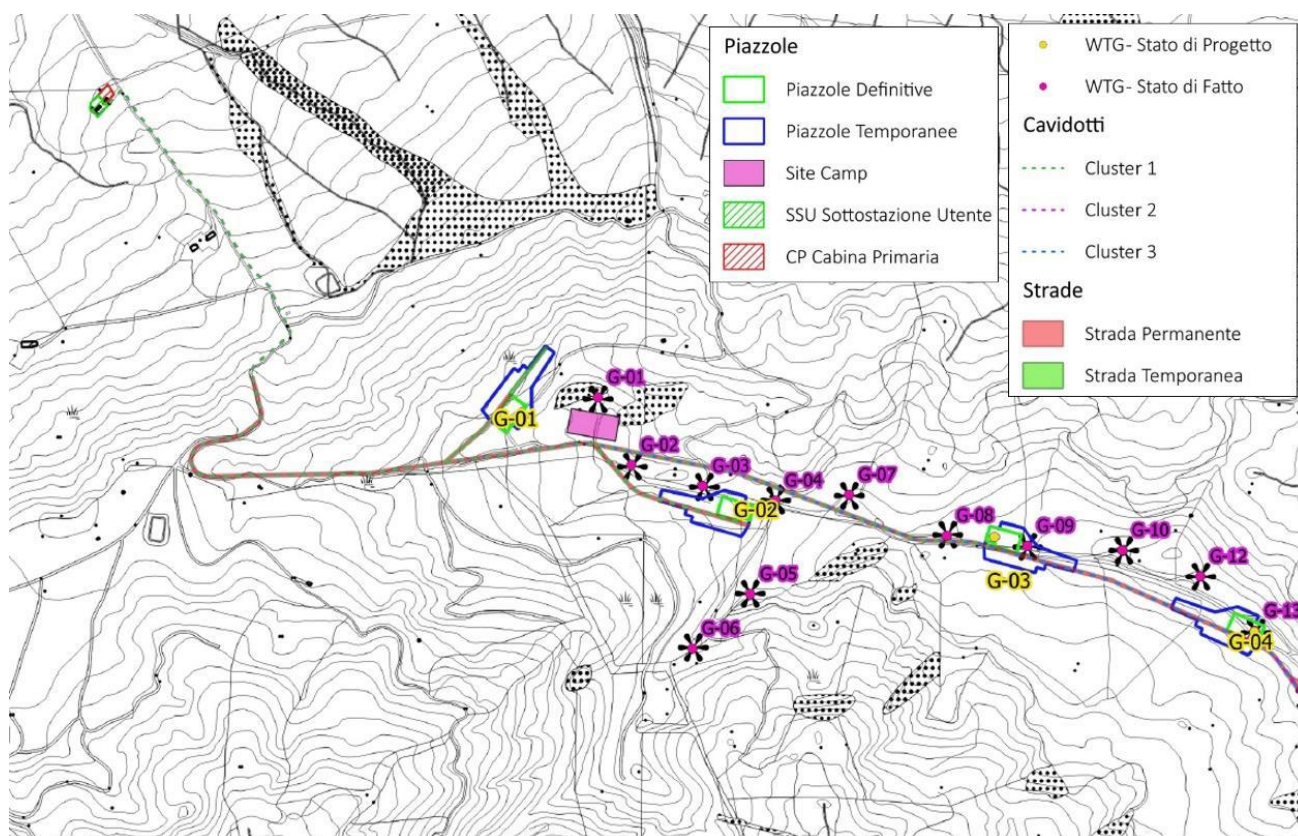 Piazzole
Piazzole Definitive
Piazzole Temporanee
Site Camp
SSU Sottostazione Utente
CP Cabina Primaria
WTG- Stato di Progetto
WTG- Stato di Fatto
Cavidotti
Cluster 1
Cluster 2
Cluster 3
Strade
Strada Permanente
Strada Temporanea
G-01
G-01
G-02
G-03
G-04
G-07
G-02
G-08
G-09
G-10
G-12
G-03
G-05
G-06
G-13
G-04